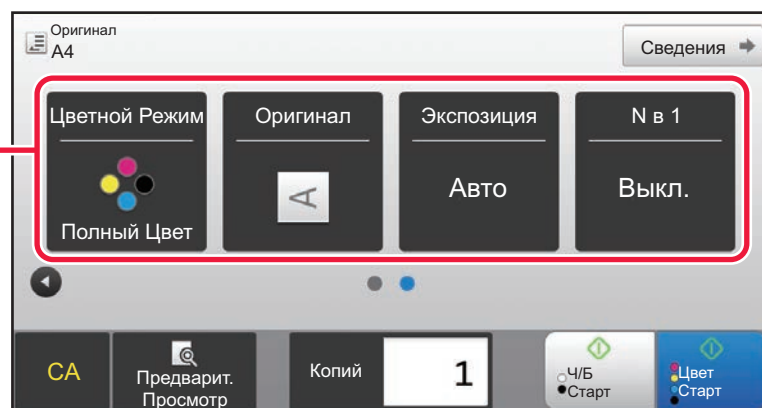 Оригинал
A4
Сведения
Цветной Режим
Оригинал
Экспозиция
N в 1
A
Авто
Выкл.
Полный Цвет
CA
Предварит.
Просмотр
Копий
1
Ч/Б
Старт
Цвет
Старт